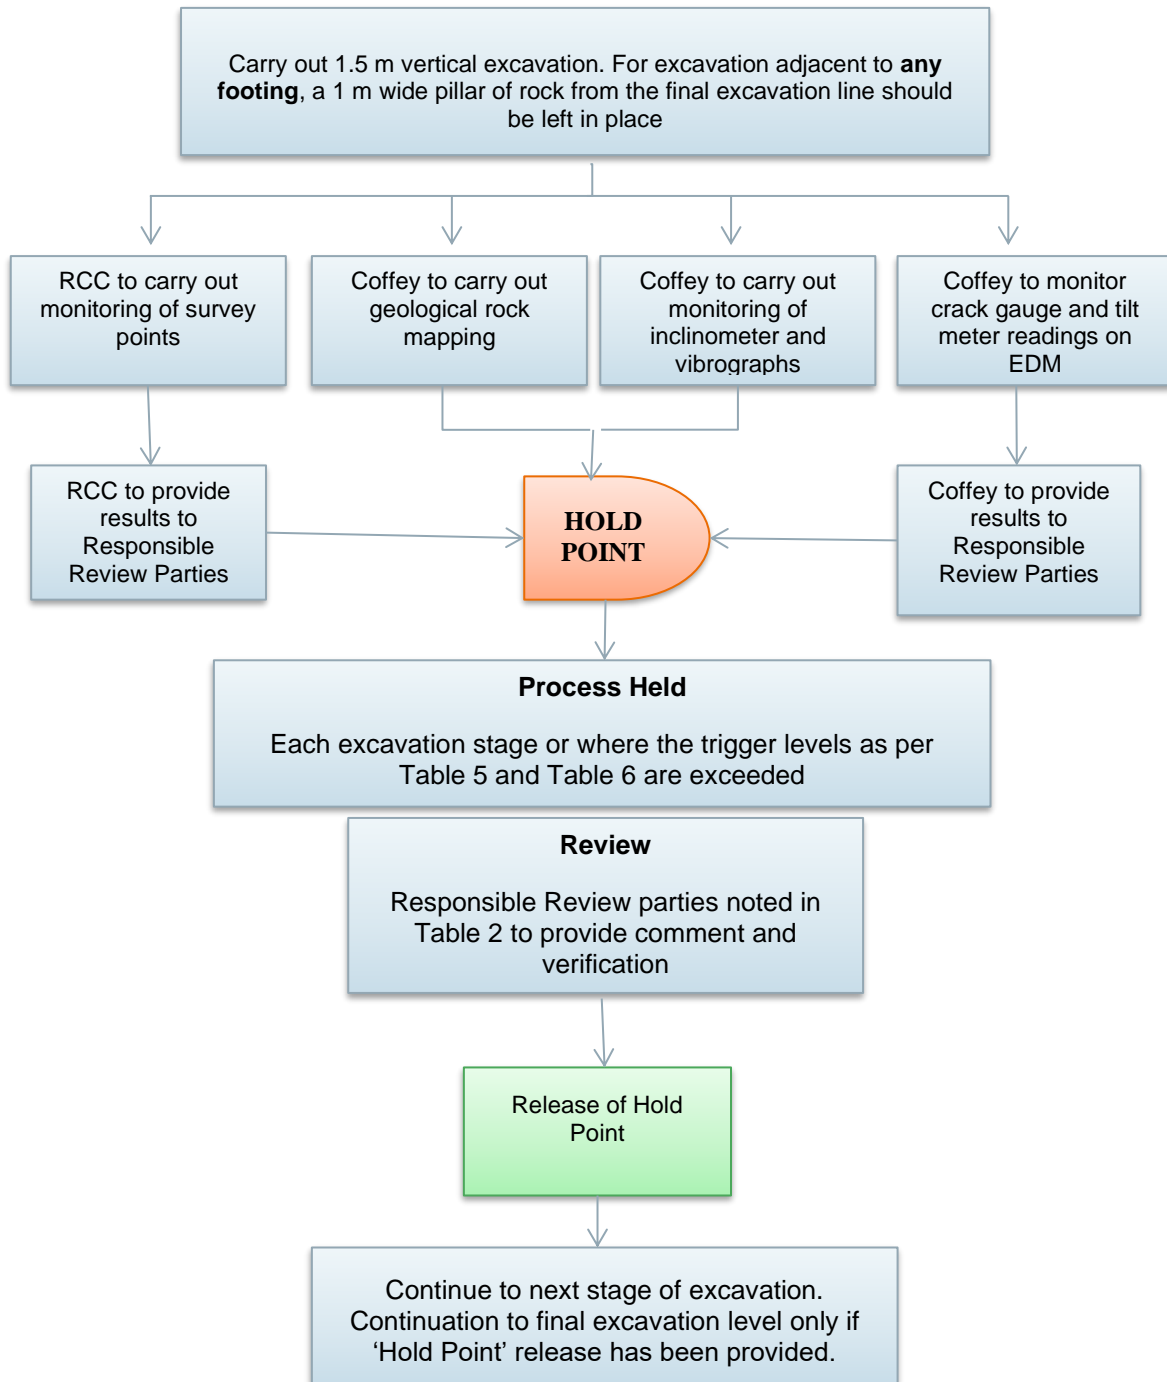 Carry out 1.5 m vertical excavation. For excavation adjacent to any
footing, a 1 m wide pillar of rock from the final excavation line should
be left in place
RCC to carry out
monitoring of survey
points
Coffey to carry out
geological rock
mapping
Coffey to carry out
monitoring of
inclinometer and
vibrographs
Coffey to monitor
crack gauge and tilt
meter readings on
EDM
RCC to provide
results to
Responsible
Review Parties
HOLD
POINT
Coffey to provide
results to
Responsible
Review Parties
Process Held
Each excavation stage or where the trigger levels as per
Table 5 and Table 6 are exceeded
Review
Responsible Review parties noted in
Table 2 to provide comment and
verification
Release of Hold
Point
Continue to next stage of excavation.
Continuation to final excavation level only if
‘Hold Point’ release has been provided.